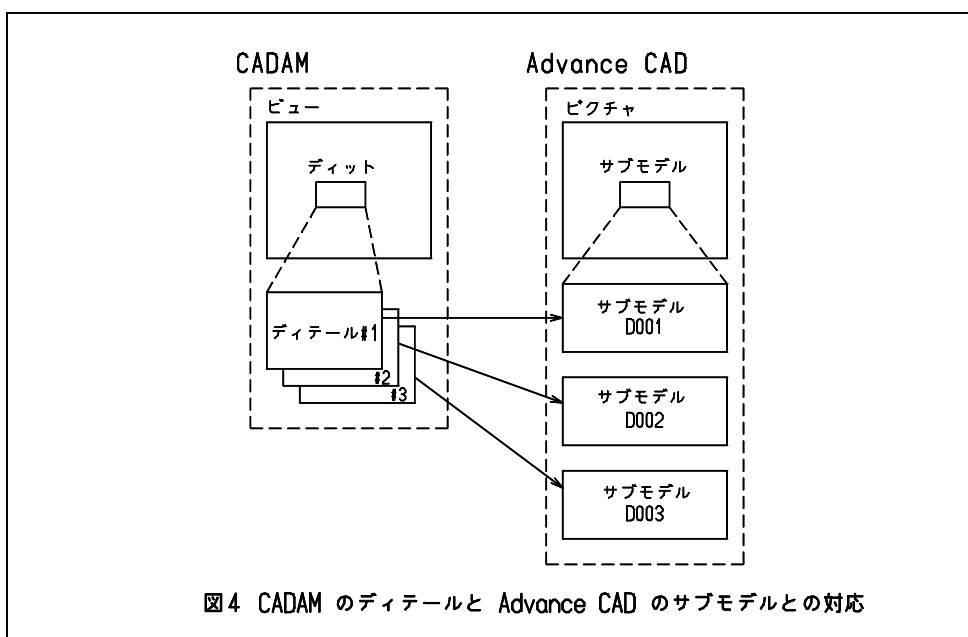 CADAM
Advance CAD
ビュー
ピクチャ
ディット
サブモデル
ディテール#1
#2
#3
サブモデル
D001
サブモデル
D002
サブモデル
D003
図4 CADAM のディテールと Advance CAD のサブモデルとの対応